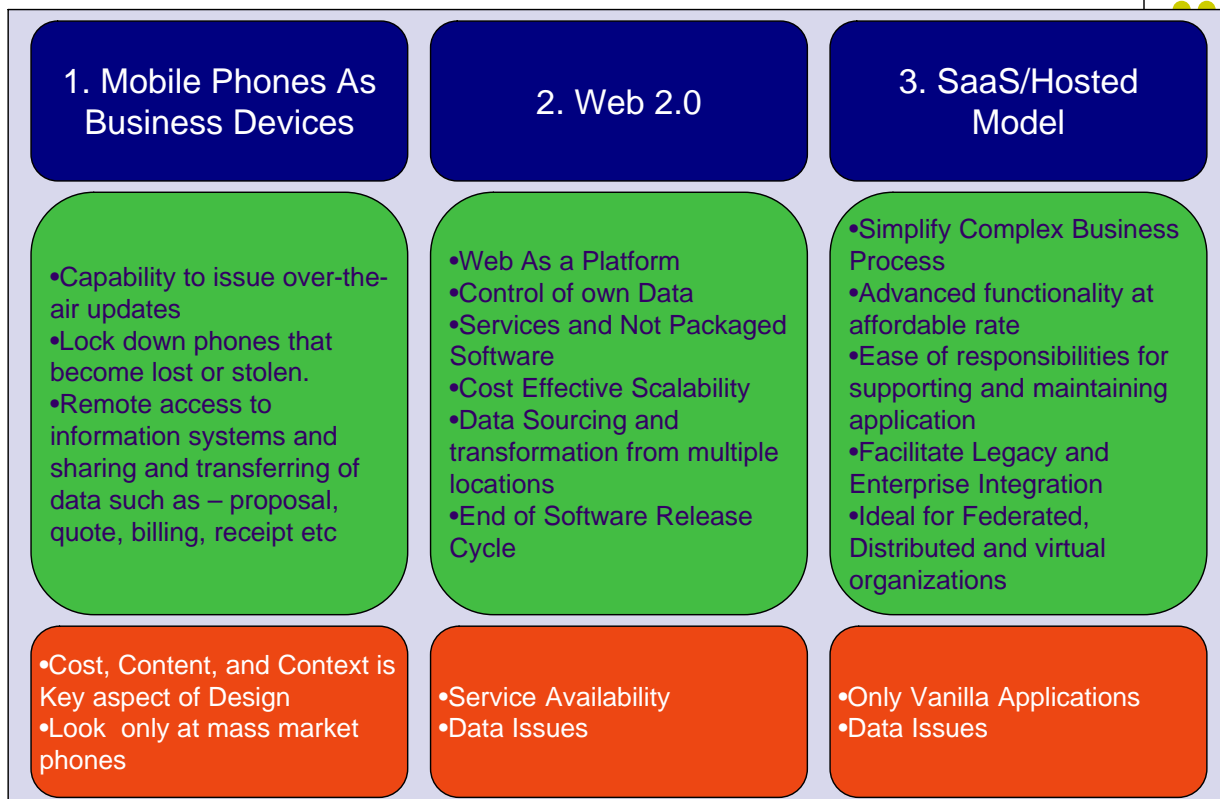 1. Mobile Phones As
Business Devices
2. Web 2.0
3. SaaS/Hosted
Model
•Capability to issue over-the-
air updates
•Lock down phones that
become lost or stolen.
•Remote access to
information systems and
sharing and transferring of
data such as – proposal,
quote, billing, receipt etc
•Web As a Platform
•Control of own Data
•Services and Not Packaged
Software
•Cost Effective Scalability
•Data Sourcing and
transformation from multiple
locations
•End of Software Release
Cycle
•Simplify Complex Business
Process
•Advanced functionality at
affordable rate
•Ease of responsibilities for
supporting and maintaining
application
•Facilitate Legacy and
Enterprise Integration
•Ideal for Federated,
Distributed and virtual
organizations
•Cost, Content, and Context is
Key aspect of Design
•Look only at mass market
phones
•Service Availability
•Data Issues
•Only Vanilla Applications
•Data Issues